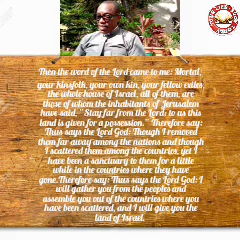 Then the word of the Lord came to me: Mortal,
your kinsfolk, your own kin, your fellow exiles,
the whole house of Israel, all of them, are
those of whom the inhabitants of Jerusalem
have said, "Stay far from the Lord; to us this
land is given for a possession." Therefore say:
Thus says the Lord God: Though I removed
them far away among the nations and though
I scattered them among the countries, yet I
have been a sanctuary to them for a little
while in the countries where they have
gone. Therefore say: Thus says the Lord God: I
will gather you from the peoples and
assemble you out of the countries where you
have been scattered, and I will give you the
land of Israel.